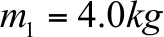 m₁ = 4.0kg